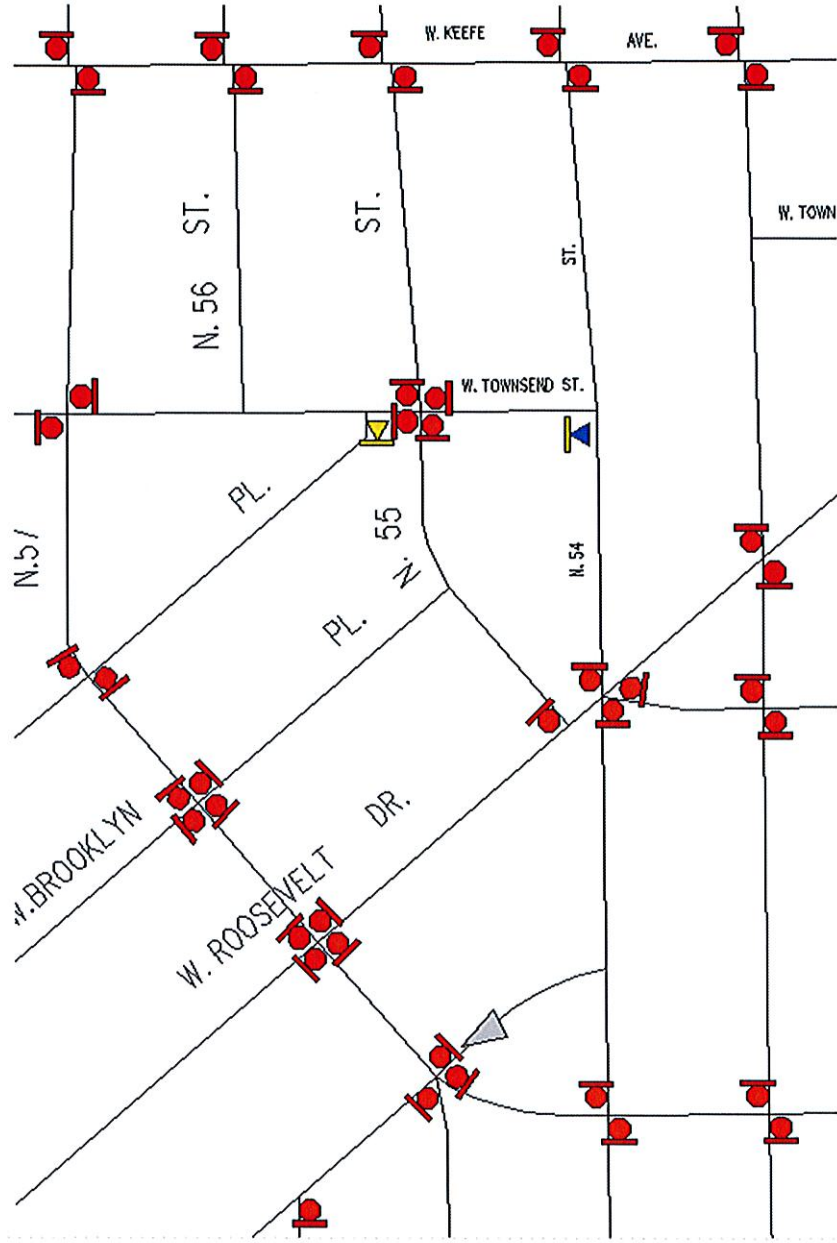 W. KEEFE
AVE.
N. 56 ST.
ST.
ST.
W. TOWN
W. TOWNSEND ST.
PL.
N. 55
N. 54
N.57
PL.
W.BROOKLYN
DR.
W. ROOSEVELT